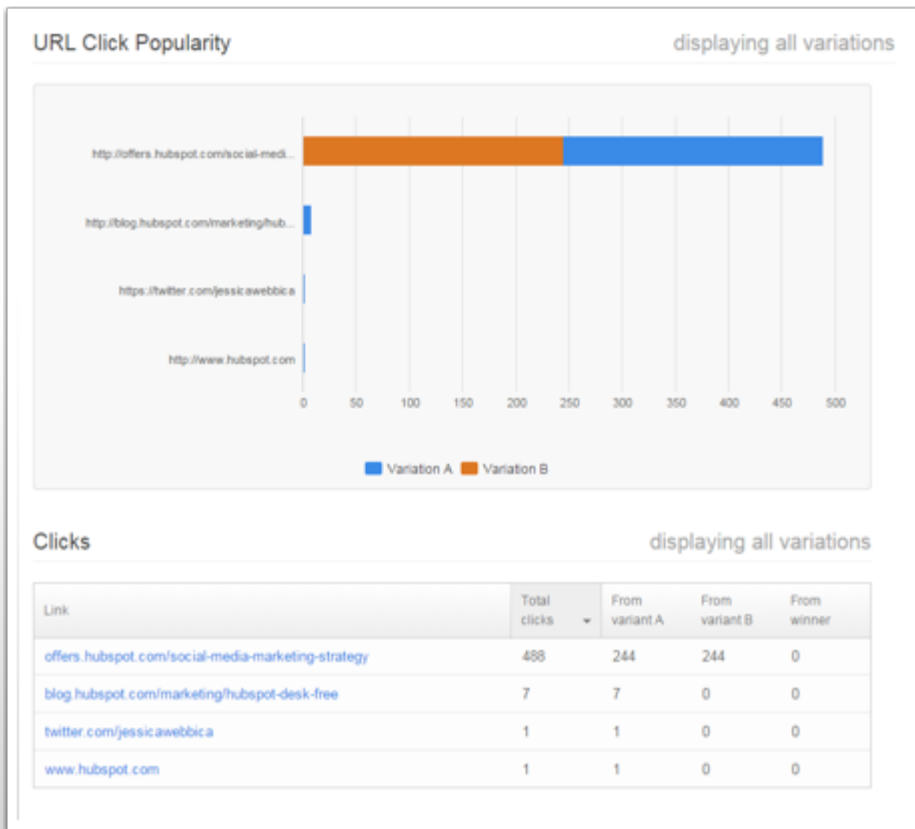 URL Click Popularity displaying all variations
http://offers.hubspot.com/social-medi...
http://blog.hubspot.com/marketing/hub...
https://twitter.com/jessicawebbica
http://www.hubspot.com
0 50 100 150 200 250 300 350 400 450 500
Variation A Variation B
Clicks displaying all variations
Link Total clicks From variant A From variant B From winner
offers.hubspot.com/social-media-marketing-strategy 488 244 244 0
blog.hubspot.com/marketing/hubspot-desk-free 7 7 0 0
twitter.com/jessicawebbica 1 1 0 0
www.hubspot.com 1 1 0 0